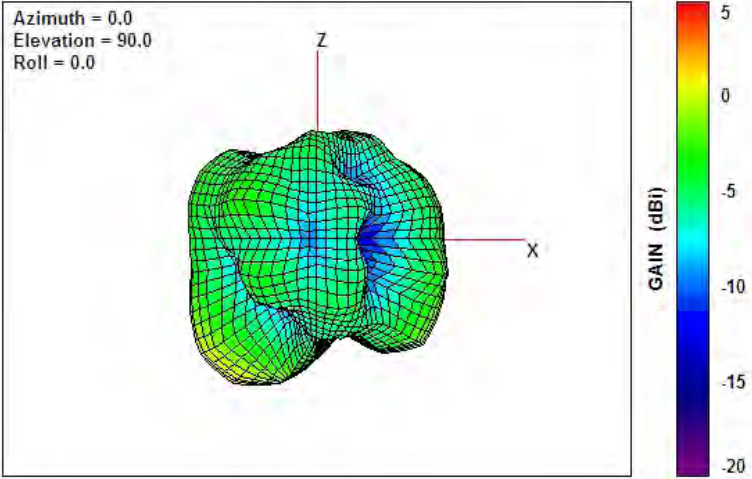 Azimuth = 0.0
Elevation = 90.0
Roll = 0.0
Z
X
GAIN (dBi)
5
0
-5
-10
-15
-20